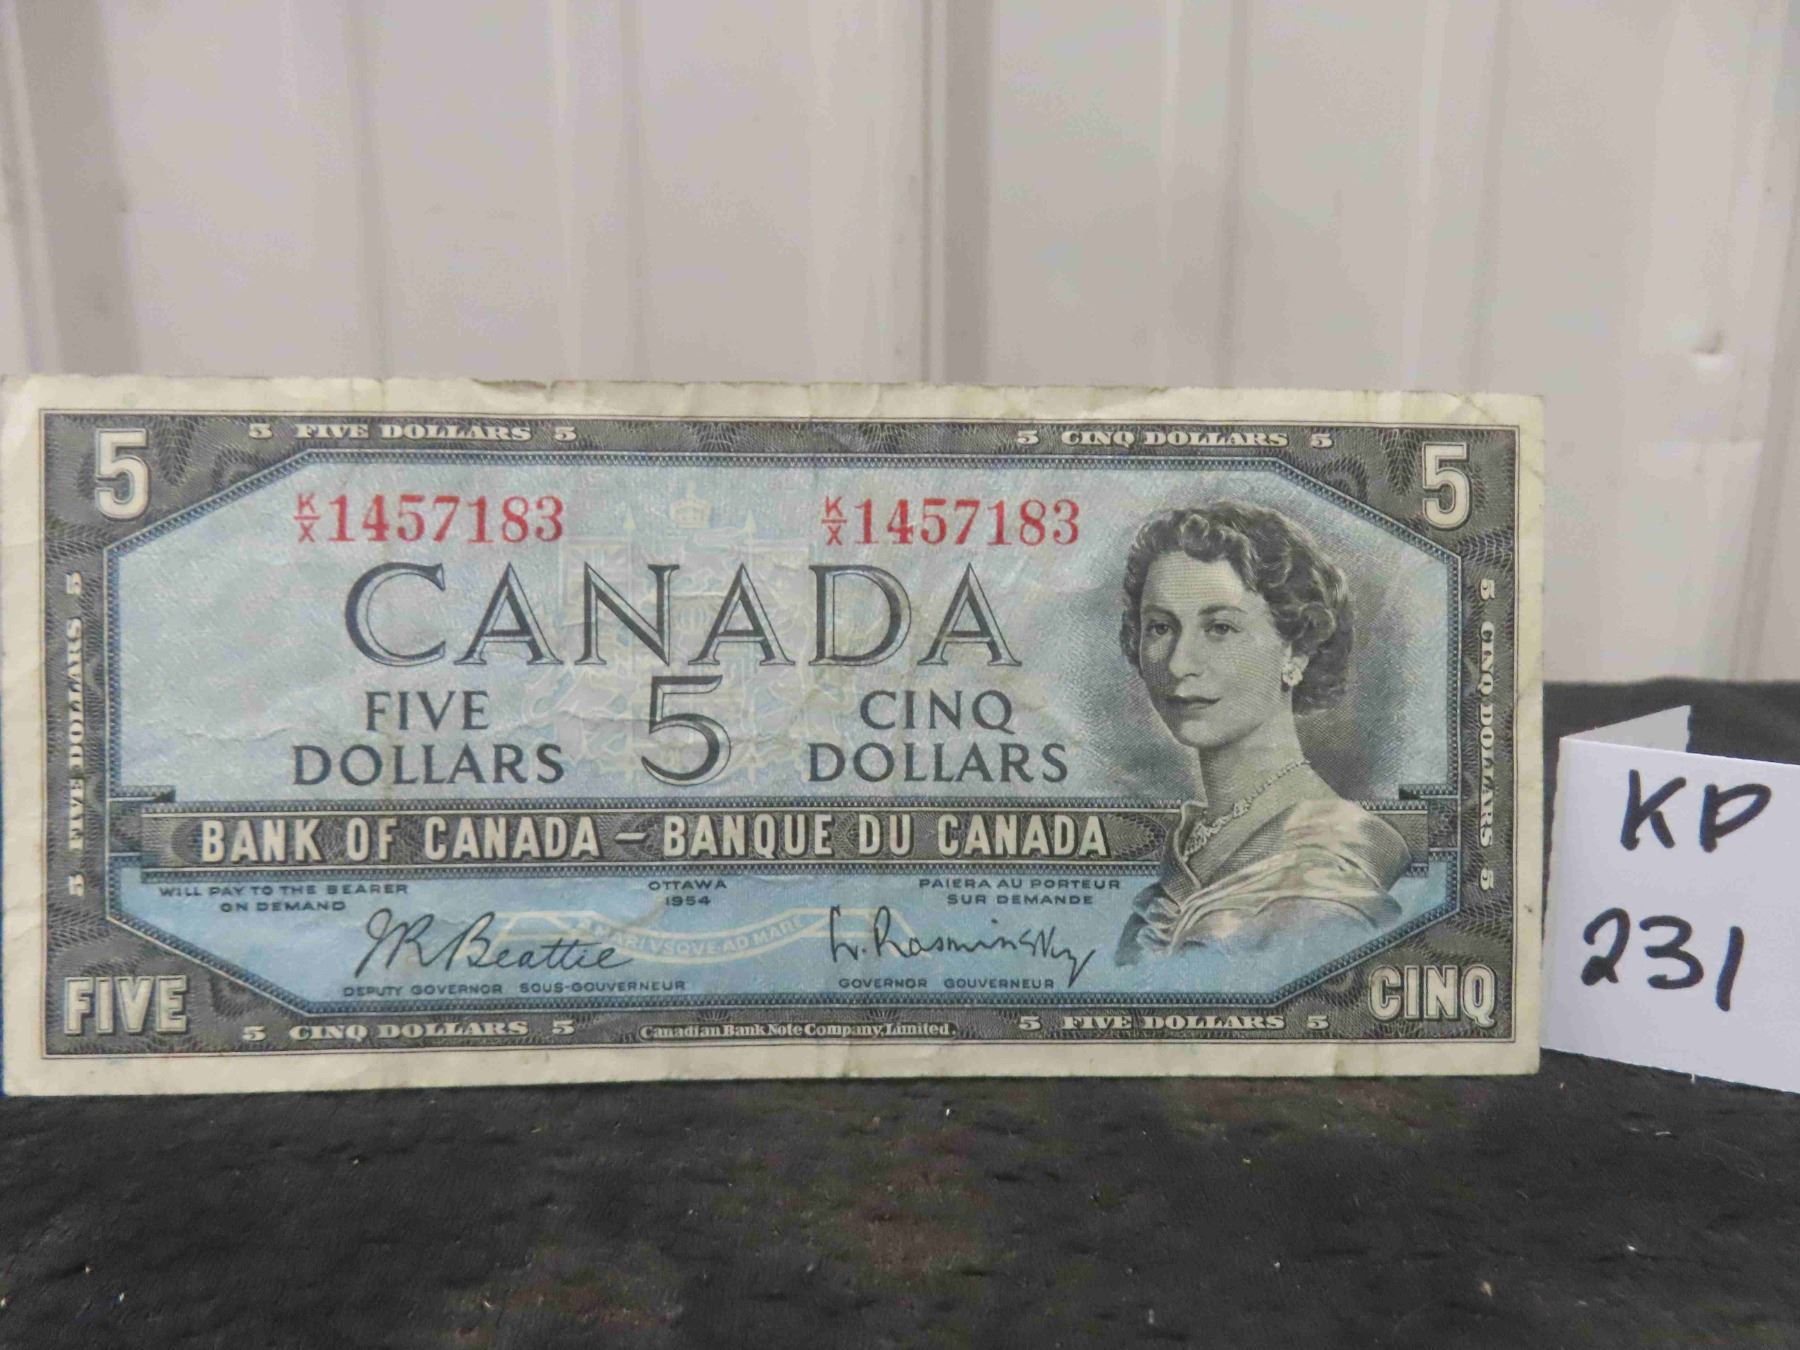 5 5 FIVE DOLLARS 5 5 CINQ DOLLARS 5 5
K/X 1457183 K/X 1457183
CANADA
FIVE DOLLARS 5 CINQ DOLLARS
5 FIVE DOLLARS 5
5 CINQ DOLLARS 5
BANK OF CANADA – BANQUE DU CANADA
WILL PAY TO THE BEARER
ON DEMAND
OTTAWA
1954
PAIERA AU PORTEUR
SUR DEMANDE
A MARI VSQVE AD MARE
JR Beattie L. Rasminsky
DEPUTY GOVERNOR SOUS-GOUVERNEUR GOVERNOR GOUVERNEUR
FIVE CINQ
5 CINQ DOLLARS 5 Canadian Bank Note Company, Limited. 5 FIVE DOLLARS 5
KP
231